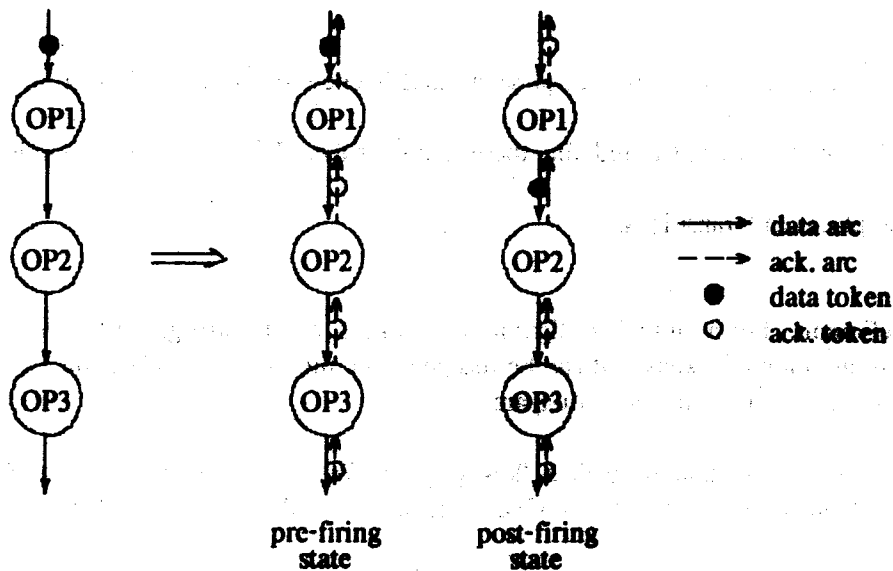 OP1
OP1
OP1
OP2
OP2
OP2
OP3
OP3
OP3
data arc
ack. arc
data token
ack. token
pre-firing
state
post-firing
state